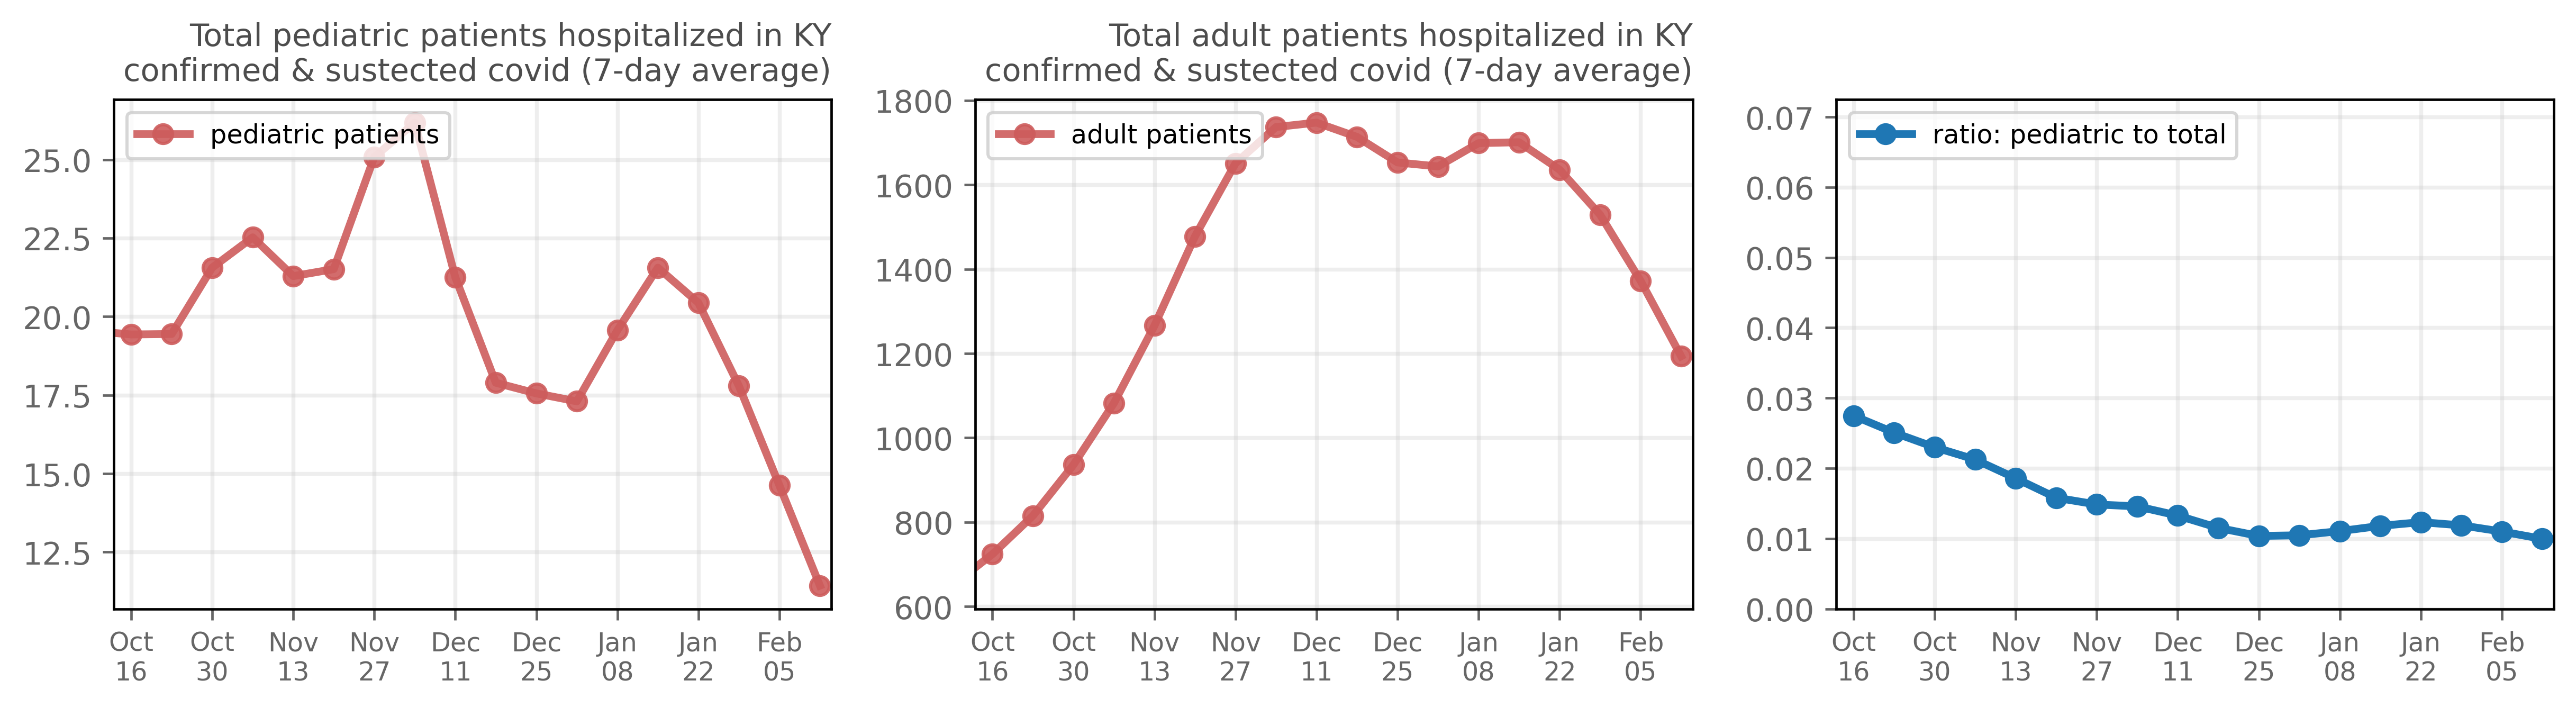 Total pediatric patients hospitalized in KY
confirmed & sustected covid (7-day average)
pediatric patients
25.0
22.5
20.0
17.5
15.0
12.5
Oct 16
Oct 30
Nov 13
Nov 27
Dec 11
Dec 25
Jan 08
Jan 22
Feb 05
Total adult patients hospitalized in KY
confirmed & sustected covid (7-day average)
adult patients
1800
1600
1400
1200
1000
800
600
Oct 16
Oct 30
Nov 13
Nov 27
Dec 11
Dec 25
Jan 08
Jan 22
Feb 05
ratio: pediatric to total
0.07
0.06
0.05
0.04
0.03
0.02
0.01
0.00
Oct 16
Oct 30
Nov 13
Nov 27
Dec 11
Dec 25
Jan 08
Jan 22
Feb 05